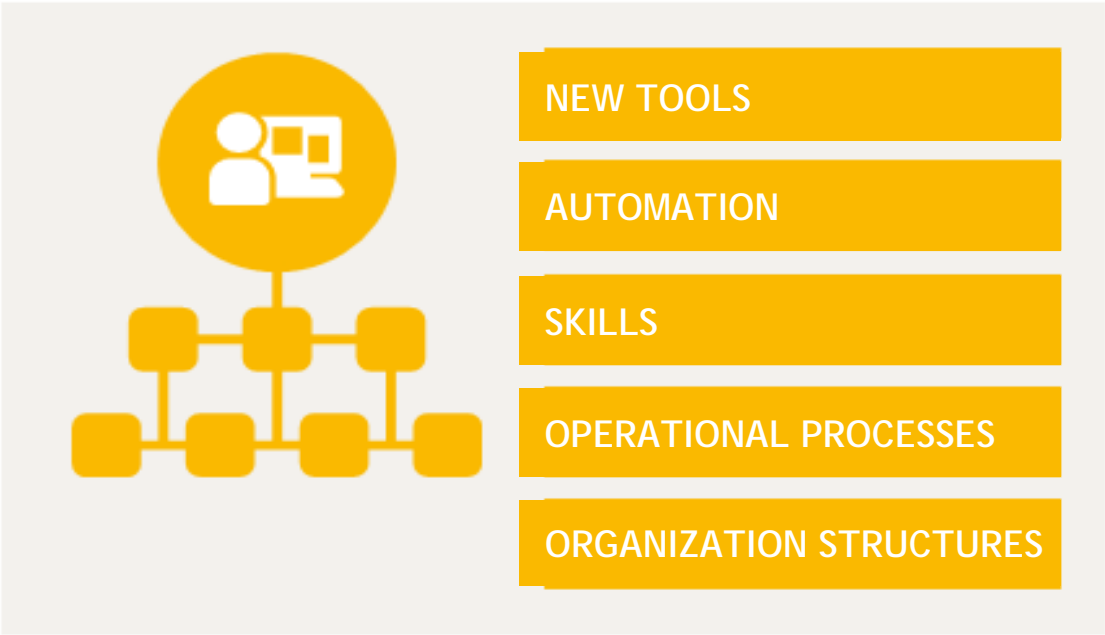 NEW TOOLS
AUTOMATION
SKILLS
OPERATIONAL PROCESSES
ORGANIZATION STRUCTURES